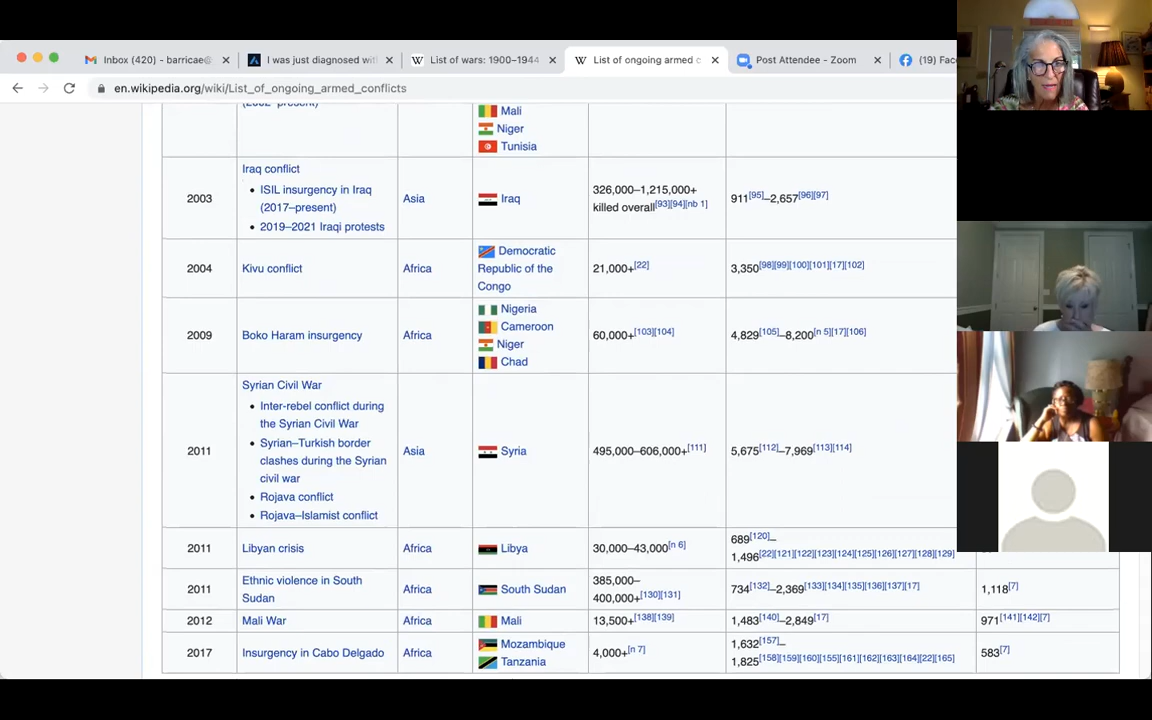 Inbox (420) - barricae@
I was just diagnosed wit
List of wars: 1900–1944
List of ongoing armed c
Post Attendee - Zoom
(19) Fac
en.wikipedia.org/wiki/List_of_ongoing_armed_conflicts
(2002–present)
Mali
Niger
Tunisia
2003
Iraq conflict
ISIL insurgency in Iraq
(2017–present)
2019–2021 Iraqi protests
Asia
Iraq
326,000–1,215,000+
killed overall[93][94][nb 1]
911[95]–2,657[96][97]
2004
Kivu conflict
Africa
Democratic
Republic of the
Congo
21,000+[22]
3,350[98][99][100][101][17][102]
2009
Boko Haram insurgency
Africa
Nigeria
Cameroon
Niger
Chad
60,000+[103][104]
4,829[105]–8,200[n 5][17][106]
2011
Syrian Civil War
Inter-rebel conflict during
the Syrian Civil War
Syrian–Turkish border
clashes during the Syrian
civil war
Rojava conflict
Rojava–Islamist conflict
Asia
Syria
495,000–606,000+[111]
5,675[112]–7,969[113][114]
2011
Libyan crisis
Africa
Libya
30,000–43,000[n 6]
689[120]–
1,496[22][121][122][123][124][125][126][127][128][129]
2011
Ethnic violence in South
Sudan
Africa
South Sudan
385,000–
400,000+[130][131]
734[132]–2,369[133][134][135][136][137][17]
1,118[7]
2012
Mali War
Africa
Mali
13,500+[138][139]
1,483[140]–2,849[17]
971[141][142][7]
2017
Insurgency in Cabo Delgado
Africa
Mozambique
Tanzania
4,000+[n 7]
1,632[157]–
1,825[158][159][160][155][161][162][163][164][22][165]
583[7]